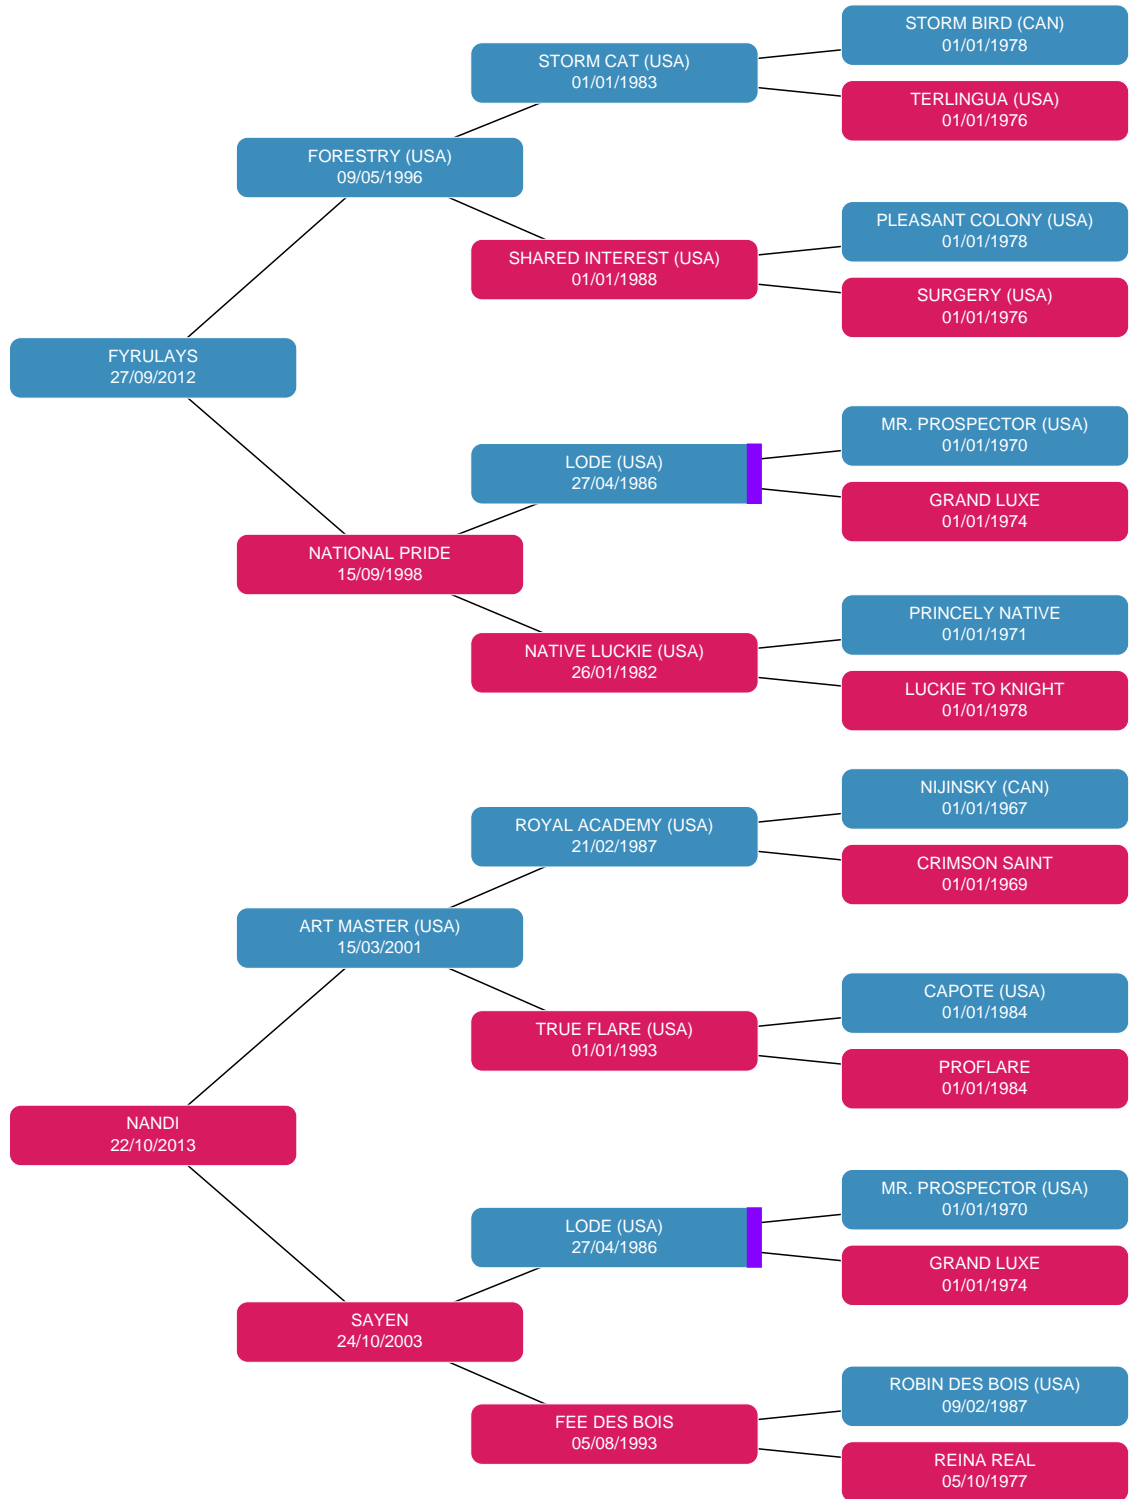 STORM BIRD (CAN)
01/01/1978
STORM CAT (USA)
01/01/1983
TERLINGUA (USA)
01/01/1976
FORESTRY (USA)
09/05/1996
PLEASANT COLONY (USA)
01/01/1978
SHARED INTEREST (USA)
01/01/1988
SURGERY (USA)
01/01/1976
FYRULAYS
27/09/2012
MR. PROSPECTOR (USA)
01/01/1970
LODE (USA)
27/04/1986
GRAND LUXE
01/01/1974
NATIONAL PRIDE
15/09/1998
PRINCELY NATIVE
01/01/1971
NATIVE LUCKIE (USA)
26/01/1982
LUCKIE TO KNIGHT
01/01/1978
NIJINSKY (CAN)
01/01/1967
ROYAL ACADEMY (USA)
21/02/1987
CRIMSON SAINT
01/01/1969
ART MASTER (USA)
15/03/2001
CAPOTE (USA)
01/01/1984
TRUE FLARE (USA)
01/01/1993
PROFLARE
01/01/1984
NANDI
22/10/2013
MR. PROSPECTOR (USA)
01/01/1970
LODE (USA)
27/04/1986
GRAND LUXE
01/01/1974
SAYEN
24/10/2003
ROBIN DES BOIS (USA)
09/02/1987
FEE DES BOIS
05/08/1993
REINA REAL
05/10/1977